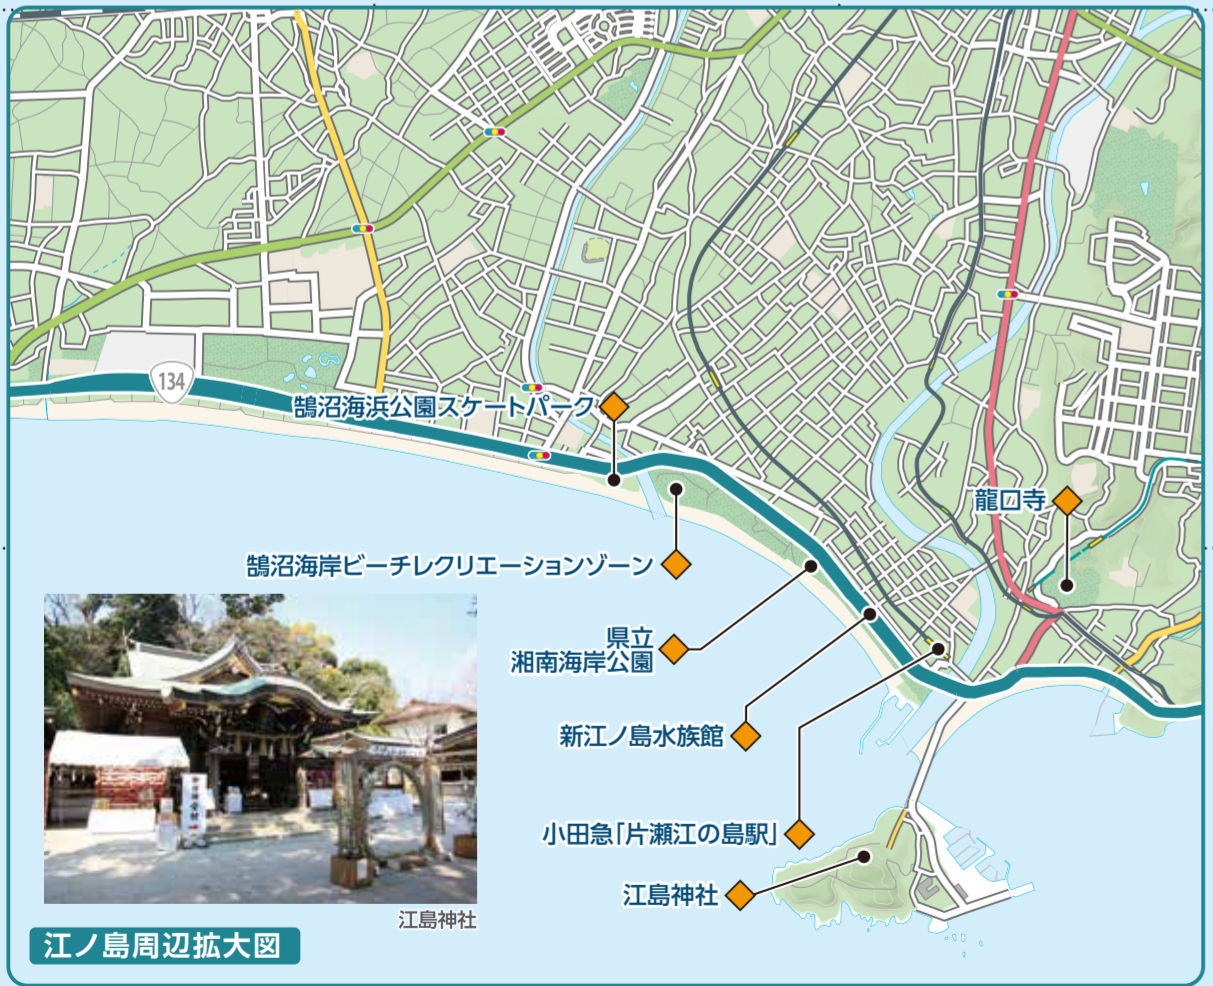 134
鵠沼海浜公園スケートパーク
龍口寺
鵠沼海岸ビーチレクリエーションゾーン
県立
湘南海岸公園
新江ノ島水族館
小田急「片瀬江の島駅」
江島神社
江島神社
江ノ島周辺拡大図